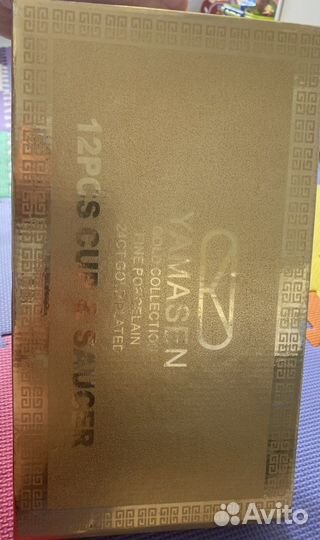 YAMASEN
GOLD COLLECTION
FINE PORCELAIN
24CT GOLD PLATED
12PCS CUP & SAUCER
Avito